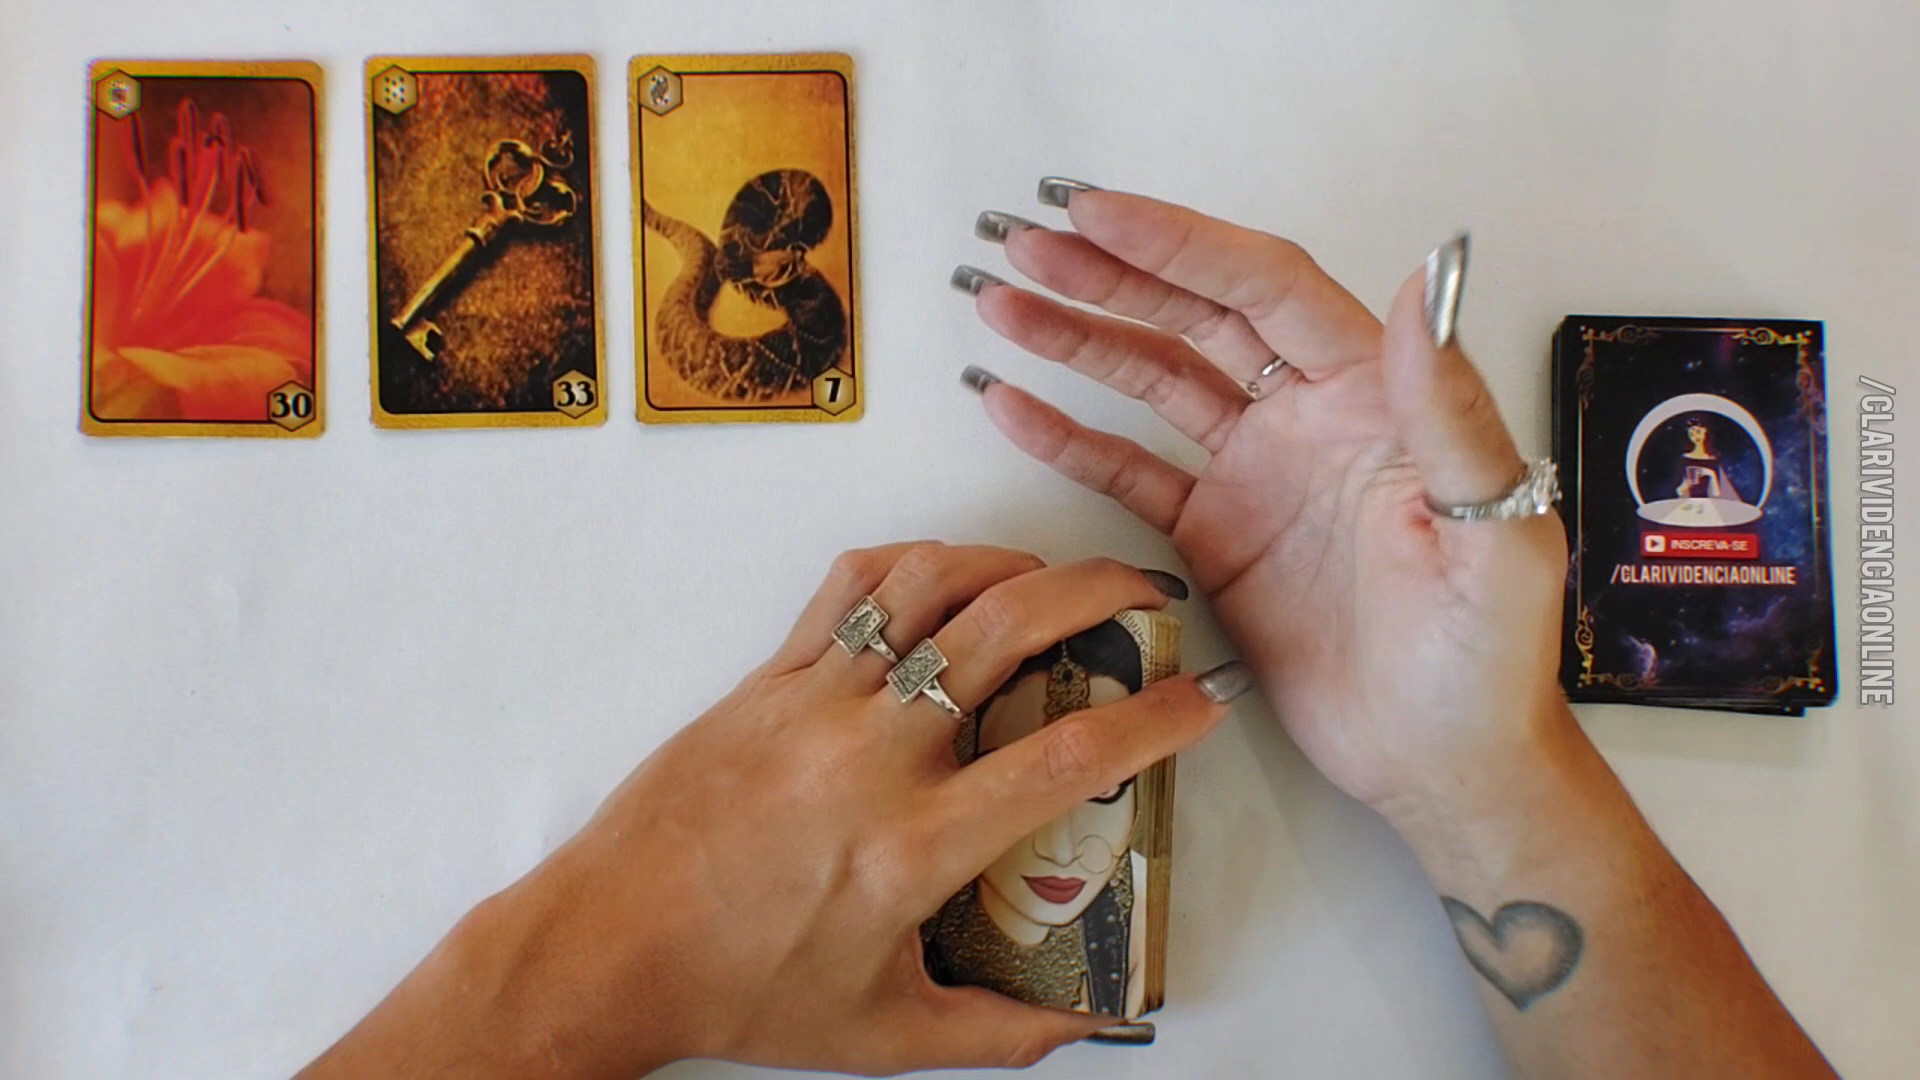 30
33
7
INSCREVA-SE
/CLARIVIDENCIAONLINE
/CLARIVIDENCIAONLINE